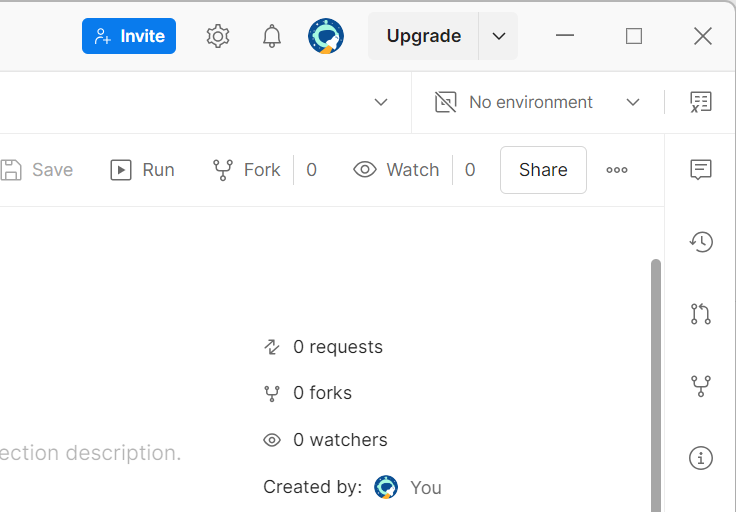 Invite Upgrade
No environment
Save Run Fork 0 Watch 0 Share
0 requests
0 forks
0 watchers
ection description.
Created by: You